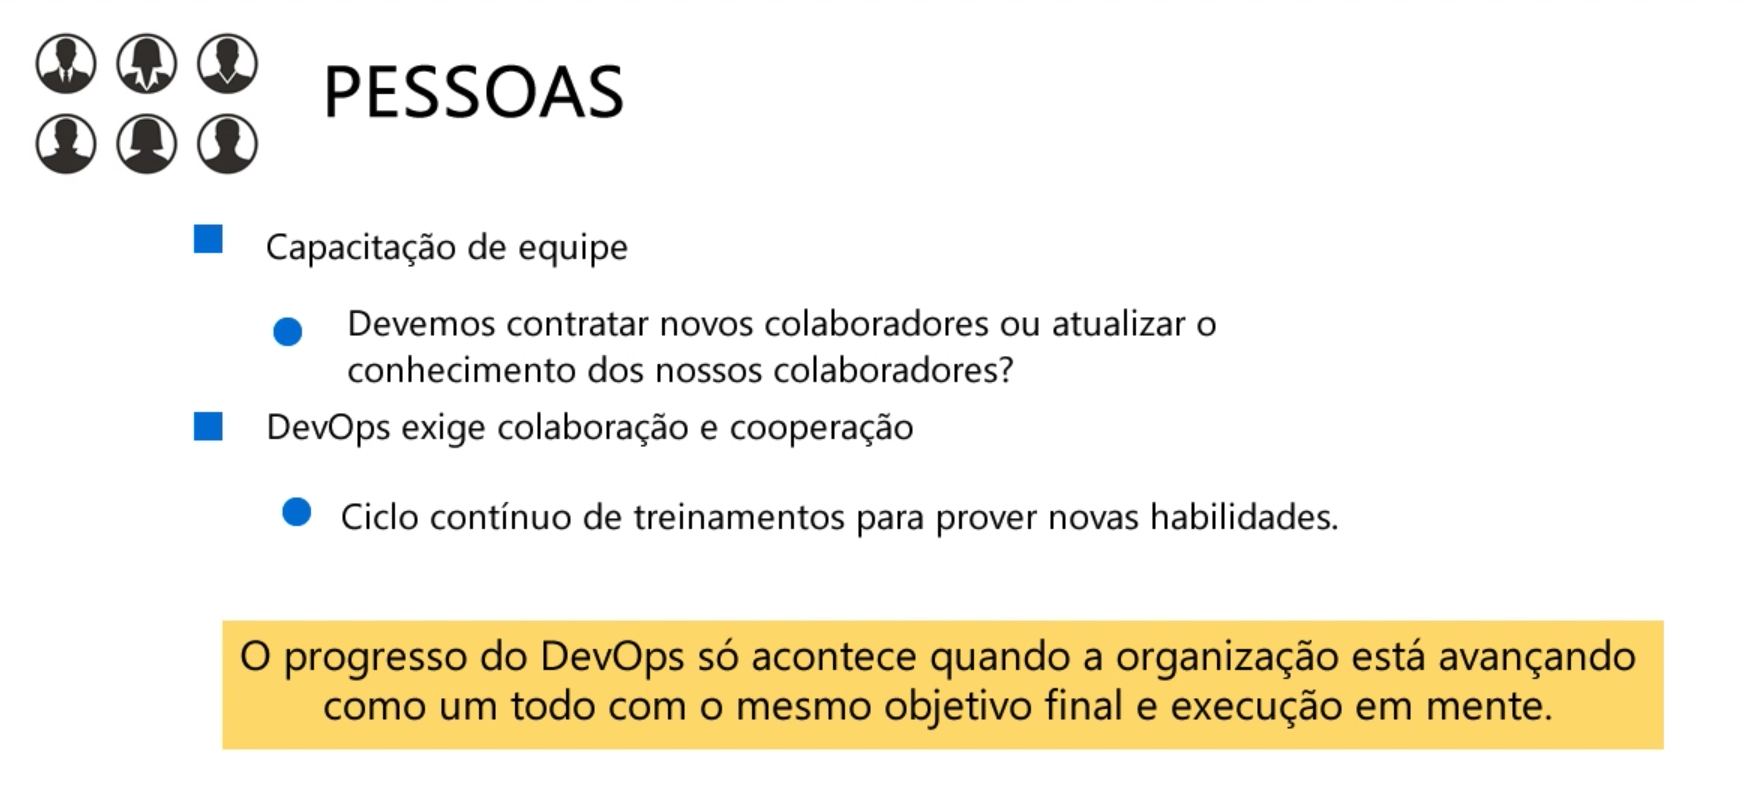 PESSOAS
Capacitação de equipe
Devemos contratar novos colaboradores ou atualizar o
conhecimento dos nossos colaboradores?
DevOps exige colaboração e cooperação
Ciclo contínuo de treinamentos para prover novas habilidades.
O progresso do DevOps só acontece quando a organização está avançando
como um todo com o mesmo objetivo final e execução em mente.